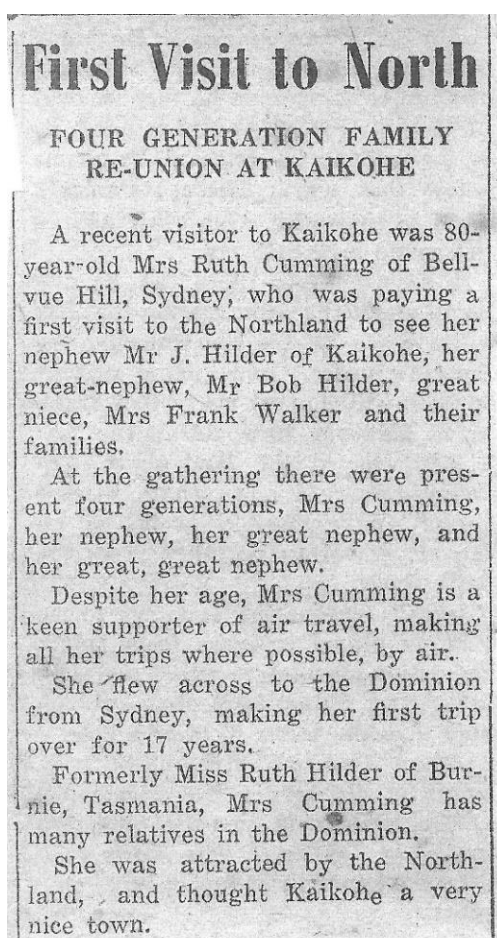 First Visit to North
FOUR GENERATION FAMILY
RE-UNION AT KAIKOHE
A recent visitor to Kaikohe was 80-
year-old Mrs Ruth Cumming of Bell-
vue Hill, Sydney, who was paying a
first visit to the Northland to see her
nephew Mr J. Hilder of Kaikohe, her
great-nephew, Mr Bob Hilder, great
niece, Mrs Frank Walker and their
families.
At the gathering there were pres-
ent four generations, Mrs Cumming,
her nephew, her great nephew, and
her great, great nephew.
Despite her age, Mrs Cumming is a
keen supporter of air travel, making
all her trips where possible, by air.
She flew across to the Dominion
from Sydney, making her first trip
over for 17 years.
Formerly Miss Ruth Hilder of Bur-
nie, Tasmania, Mrs Cumming has
many relatives in the Dominion.
She was attracted by the North-
land, and thought Kaikohe a very
nice town.